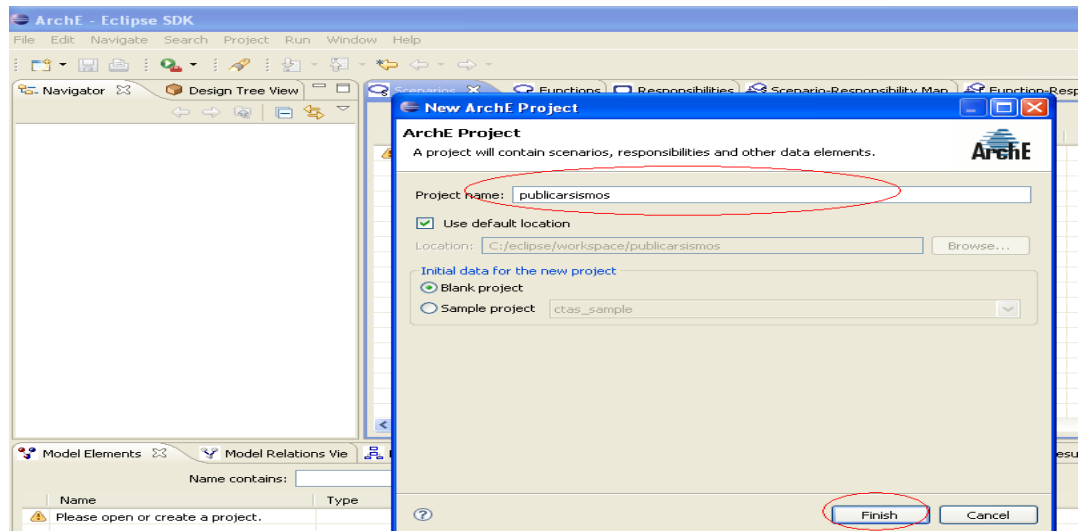 ArchE - Eclipse SDK
File Edit Navigate Search Project Run Window Help
Navigator Design Tree View Scenarios Functions Responsibilities Scenario-Responsibility Map Function-Resp
New ArchE Project
ArchE Project
A project will contain scenarios, responsibilities and other data elements.
ArchE
Project name: publicarsismos
Use default location
Location: C:/eclipse/workspace/publicarsismos Browse...
Initial data for the new project
Blank project
Sample project ctas_sample
Model Elements Model Relations Vie
Name contains:
Name Type
Please open or create a project.
Finish Cancel